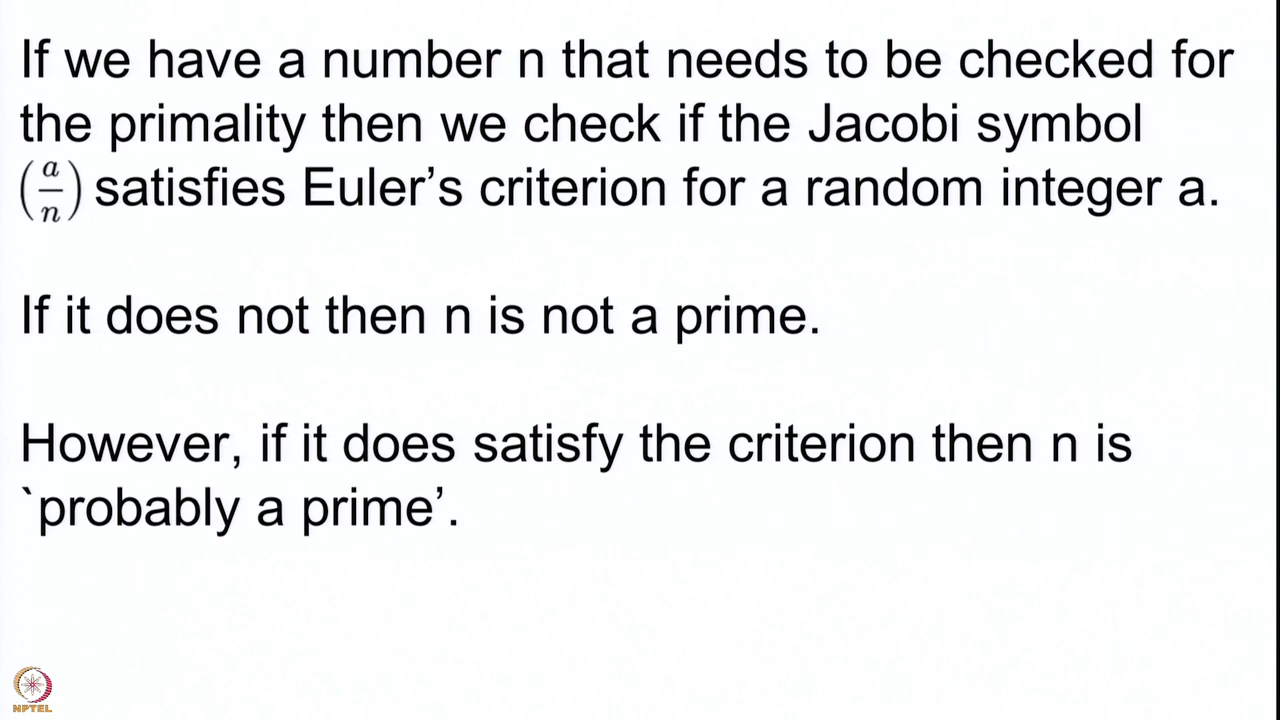 If we have a number n that needs to be checked for
the primality then we check if the Jacobi symbol
(a/n) satisfies Euler’s criterion for a random integer a.
If it does not then n is not a prime.
However, if it does satisfy the criterion then n is
`probably a prime’.
NPTEL